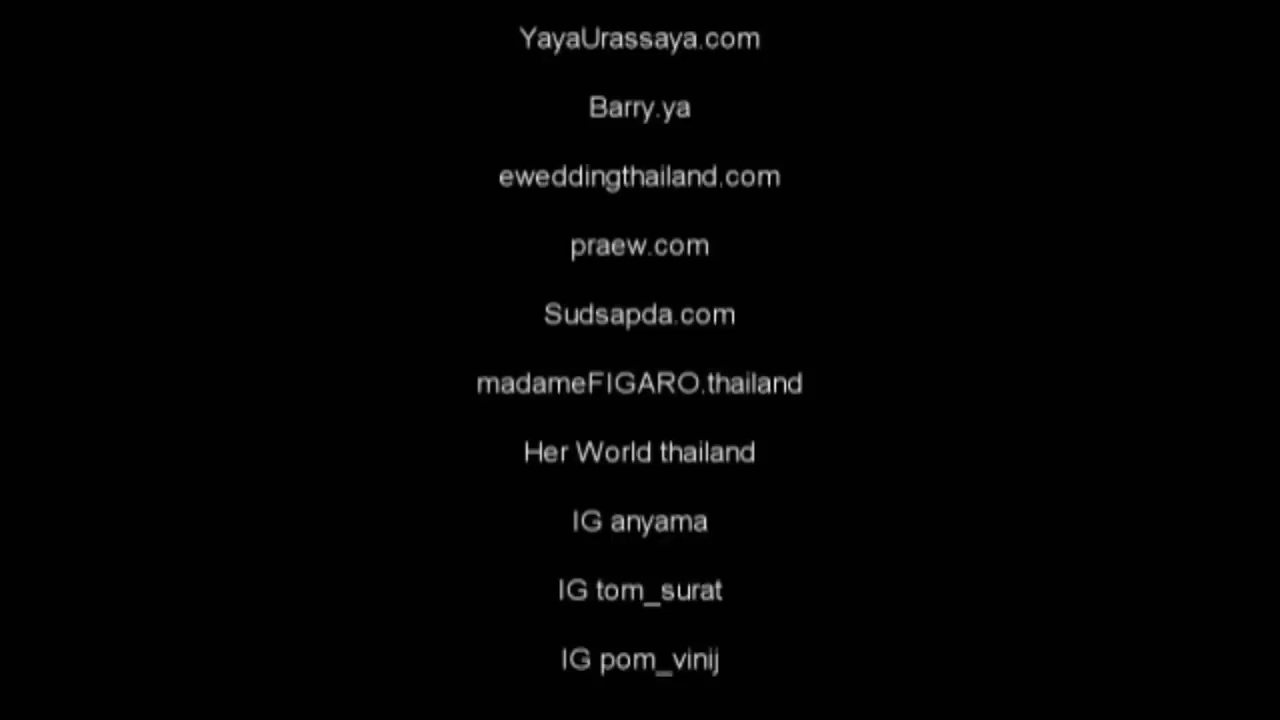 YayaUrassaya.com
Barry.ya
eweddingthailand.com
praew.com
Sudsapda.com
madameFIGARO.thailand
Her World thailand
IG anyama
IG tom_surat
IG pom_vinij